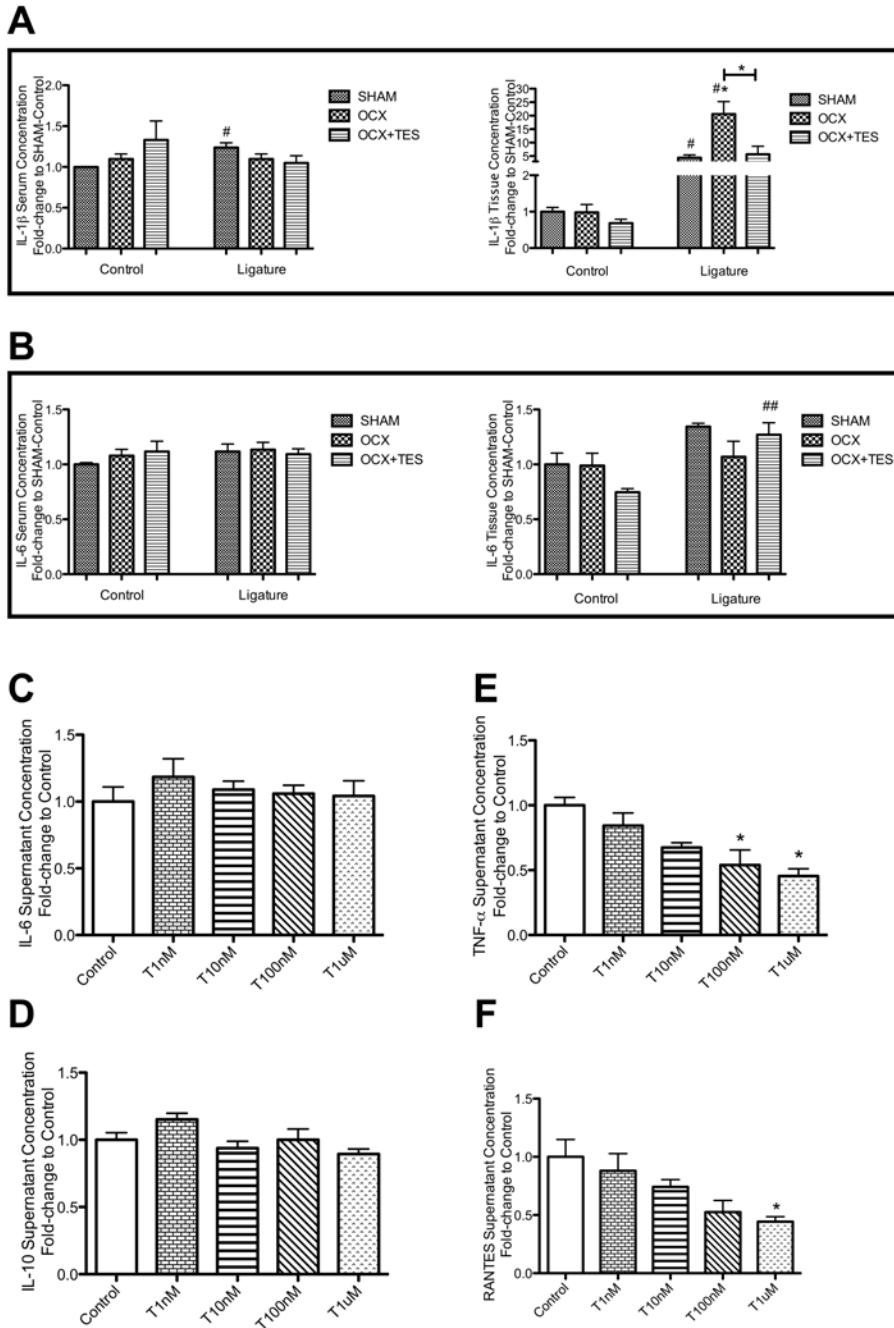 A
IL-1β Serum Concentration
Fold-change to SHAM-Control
2.0
1.5
1.0
0.5
0.0
#
Control
Ligature
SHAM
OCX
OCX+TES
IL-1β Tissue Concentration
Fold-change to SHAM-Control
30
25
20
15
10
5
2
1
0
#
#*
*
Control
Ligature
SHAM
OCX
OCX+TES
B
IL-6 Serum Concentration
Fold-change to SHAM-Control
1.5
1.0
0.5
0.0
Control
Ligature
SHAM
OCX
OCX+TES
IL-6 Tissue Concentration
Fold-change to SHAM-Control
1.5
1.0
0.5
0.0
##
Control
Ligature
SHAM
OCX
OCX+TES
C
IL-6 Supernatant Concentration
Fold-change to Control
1.5
1.0
0.5
0.0
Control
T1nM
T10nM
T100nM
T1uM
E
TNF-α Supernatant Concentration
Fold-change to Control
1.5
1.0
0.5
0.0
*
*
Control
T1nM
T10nM
T100nM
T1uM
D
IL-10 Supernatant Concentration
Fold-change to Control
1.5
1.0
0.5
0.0
Control
T1nM
T10nM
T100nM
T1uM
F
RANTES Supernatant Concentration
Fold-change to Control
1.5
1.0
0.5
0.0
*
Control
T1nM
T10nM
T100nM
T1uM